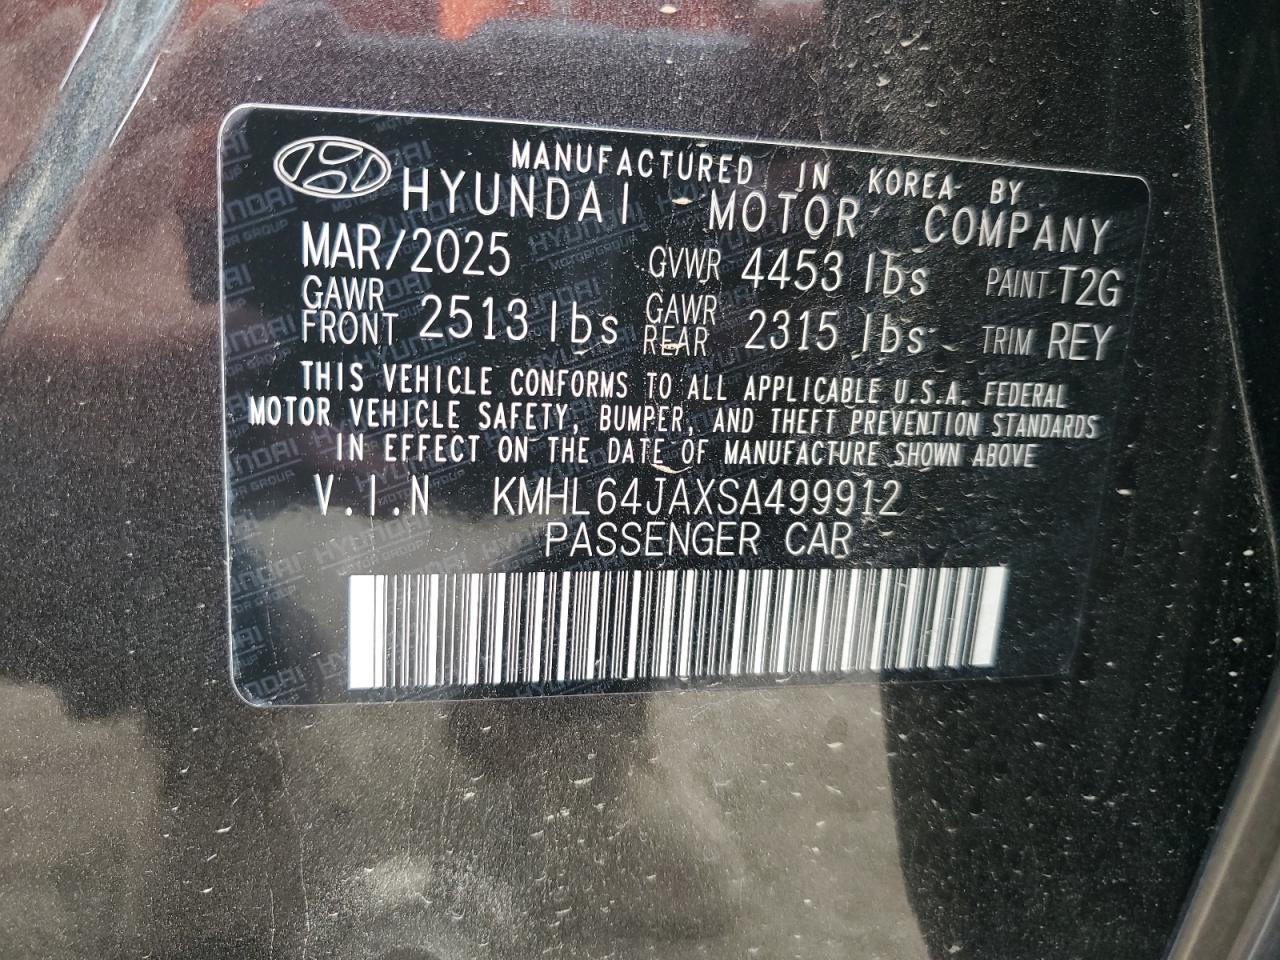 MANUFACTURED IN KOREA BY
HYUNDAI MOTOR COMPANY
MAR/2025 GVWR 4453 lbs PAINT T2G
GAWR FRONT 2513 lbs GAWR REAR 2315 lbs TRIM REY
THIS VEHICLE CONFORMS TO ALL APPLICABLE U.S.A. FEDERAL
MOTOR VEHICLE SAFETY, BUMPER, AND THEFT PREVENTION STANDARDS
IN EFFECT ON THE DATE OF MANUFACTURE SHOWN ABOVE
V.I.N KMHL64JAXSA499912
PASSENGER CAR